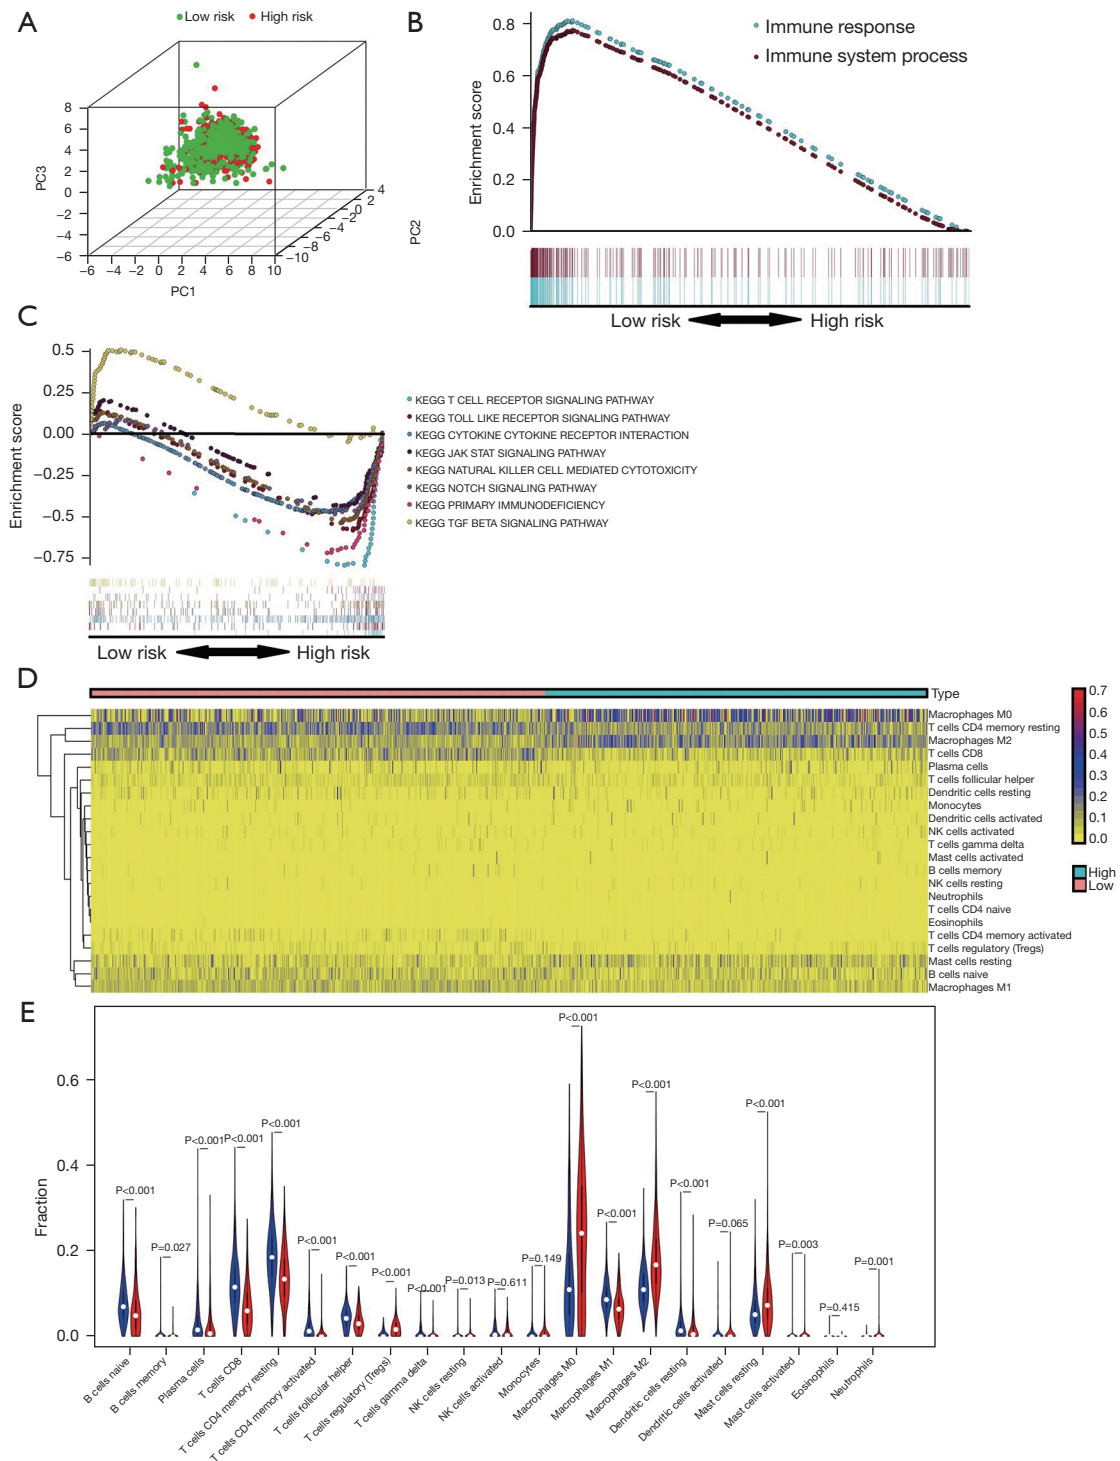 A
Low risk
High risk
8
6
4
2
0
−2
−4
−6
PC3
−6 −4 −2 0 2 4 6 8 10
PC1
4
2
0
−2
−4
−6
−8
−10
PC2
B
Immune response
Immune system process
0.8
0.6
0.4
0.2
0.0
Enrichment score
Low risk
High risk
C
0.5
0.25
0.00
−0.25
−0.5
−0.75
Enrichment score
KEGG T CELL RECEPTOR SIGNALING PATHWAY
KEGG TOLL LIKE RECEPTOR SIGNALING PATHWAY
KEGG CYTOKINE CYTOKINE RECEPTOR INTERACTION
KEGG JAK STAT SIGNALING PATHWAY
KEGG NATURAL KILLER CELL MEDIATED CYTOTOXICITY
KEGG NOTCH SIGNALING PATHWAY
KEGG PRIMARY IMMUNODEFICIENCY
KEGG TGF BETA SIGNALING PATHWAY
Low risk
High risk
D
Type
Macrophages M0
T cells CD4 memory resting
Macrophages M2
T cells CD8
Plasma cells
T cells follicular helper
Dendritic cells resting
Monocytes
Dendritic cells activated
NK cells activated
T cells gamma delta
Mast cells activated
B cells memory
NK cells resting
Neutrophils
T cells CD4 naive
Eosinophils
T cells CD4 memory activated
T cells regulatory (Tregs)
Mast cells resting
B cells naive
Macrophages M1
0.7
0.6
0.5
0.4
0.3
0.2
0.1
0.0
High
Low
E
0.6
0.4
0.2
0.0
Fraction
P<0.001
P=0.027
P<0.001
P<0.001
P<0.001
P<0.001
P<0.001
P<0.001
P<0.001
P=0.013
P=0.611
P=0.149
P<0.001
P<0.001
P<0.001
P<0.001
P=0.065
P<0.001
P=0.003
P=0.415
P=0.001
B cells naive
B cells memory
Plasma cells
T cells CD8
T cells CD4 memory resting
T cells CD4 memory activated
T cells follicular helper
T cells regulatory (Tregs)
T cells gamma delta
NK cells resting
NK cells activated
Monocytes
Macrophages M0
Macrophages M1
Macrophages M2
Dendritic cells resting
Dendritic cells activated
Mast cells resting
Mast cells activated
Eosinophils
Neutrophils